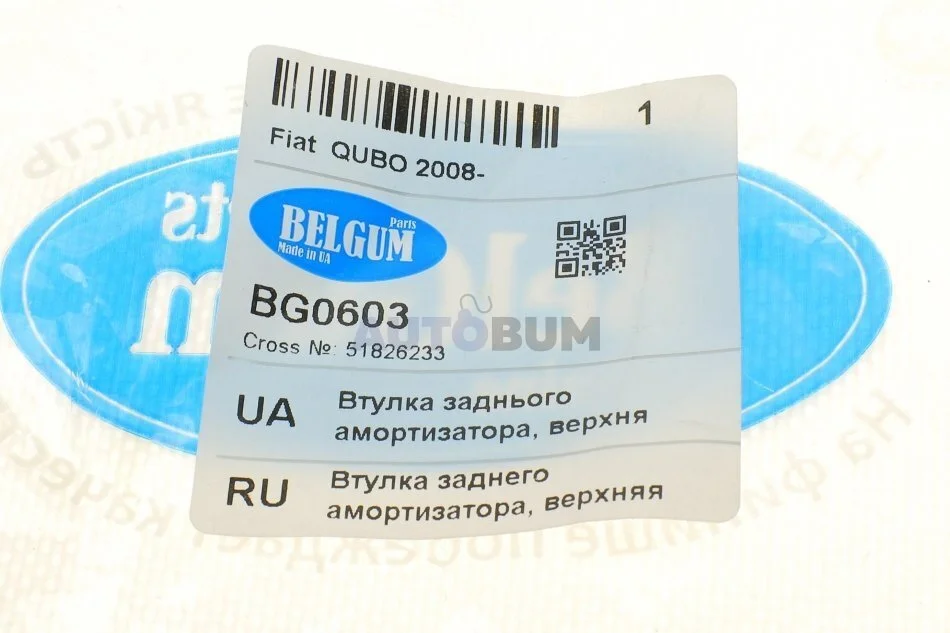 1
Fiat QUBO 2008-
Parts
BELGUM
Made in UA
BG0603
AUTOBUM
Cross №: 51826233
UA
Втулка заднього
амортизатора, верхня
RU
Втулка заднего
амортизатора, верхняя